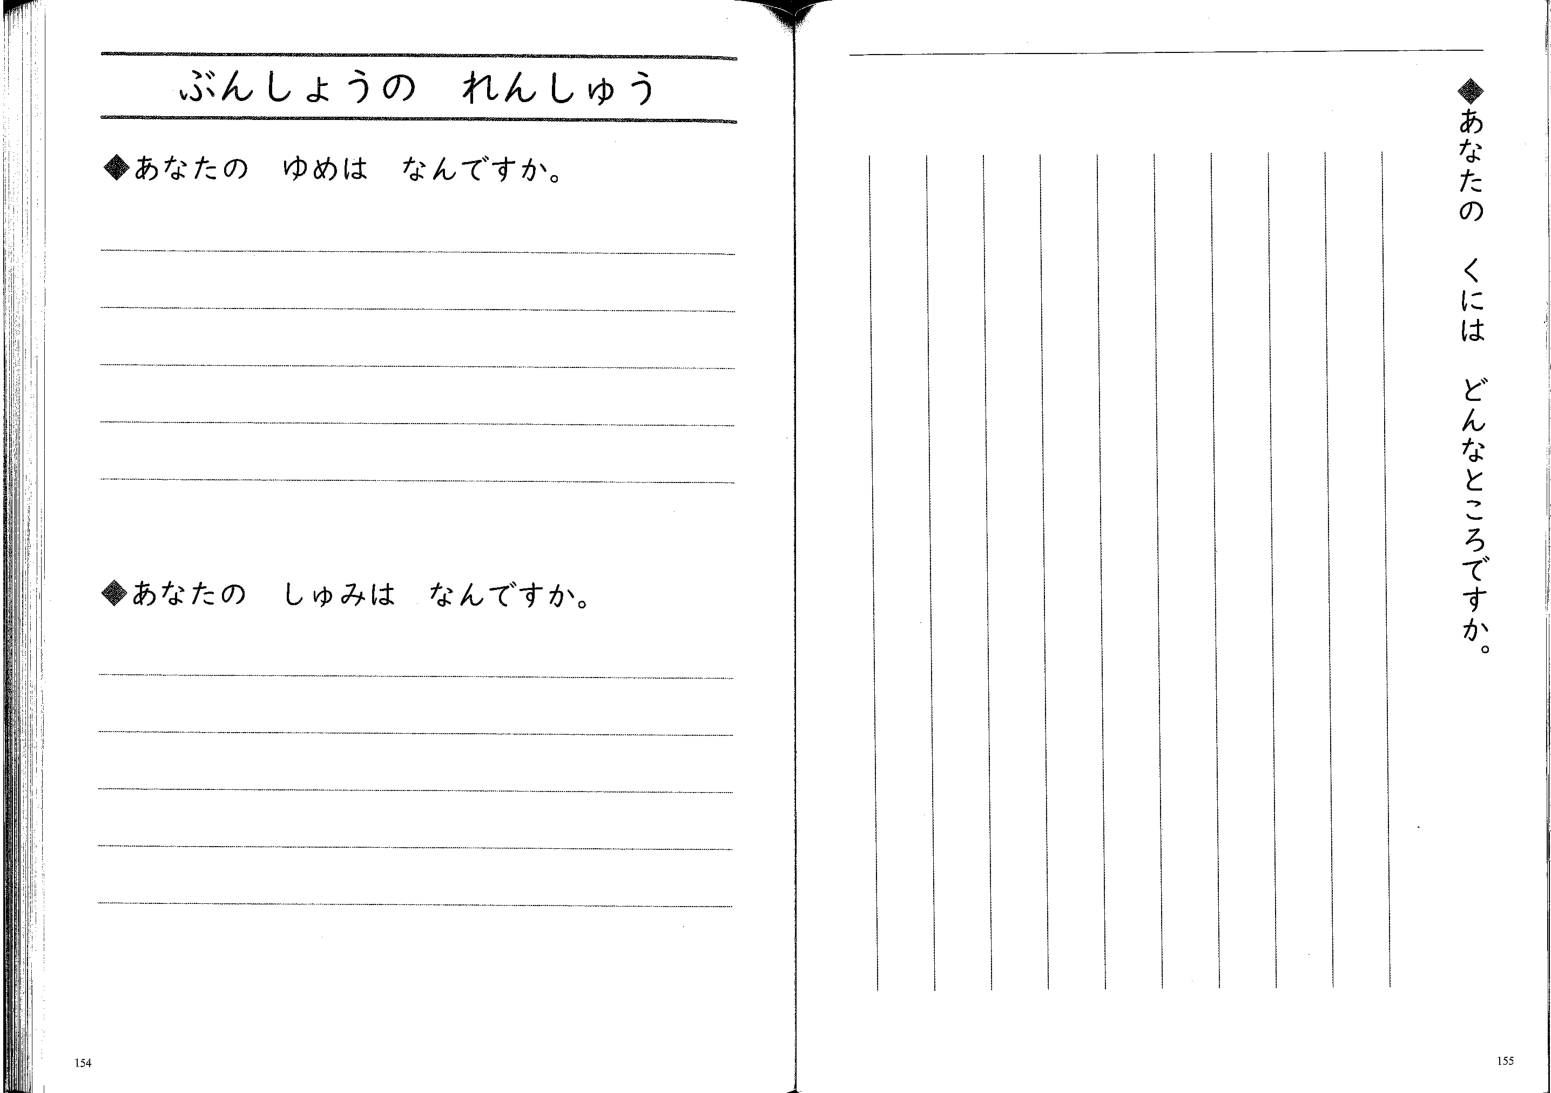 ぶんしょうの　れんしゅう
◆あなたの　ゆめは　なんですか。
◆あなたの　しゅみは　なんですか。
154
◆あなたの　くには　どんなところですか。
155